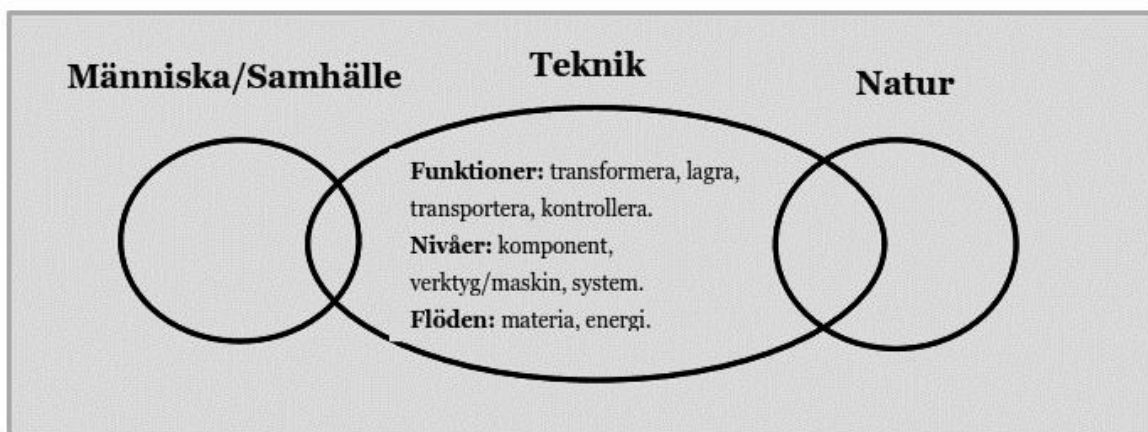 Människa/Samhälle
Teknik
Natur
Funktioner: transformera, lagra,
transportera, kontrollera.
Nivåer: komponent,
verktyg/maskin, system.
Flöden: materia, energi.